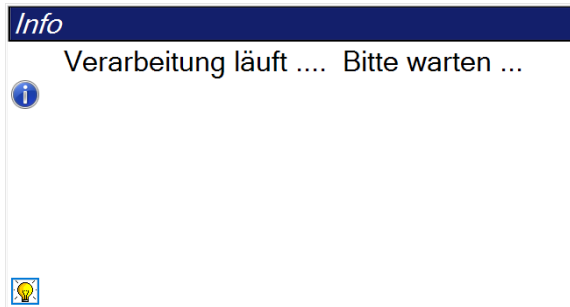 Info
Verarbeitung läuft .... Bitte warten ...